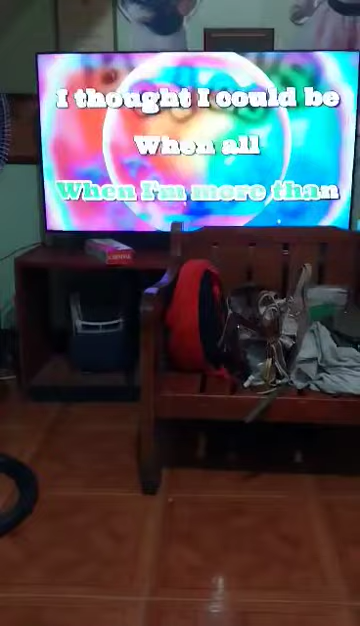 I thought I could be
When all
When I'm more than